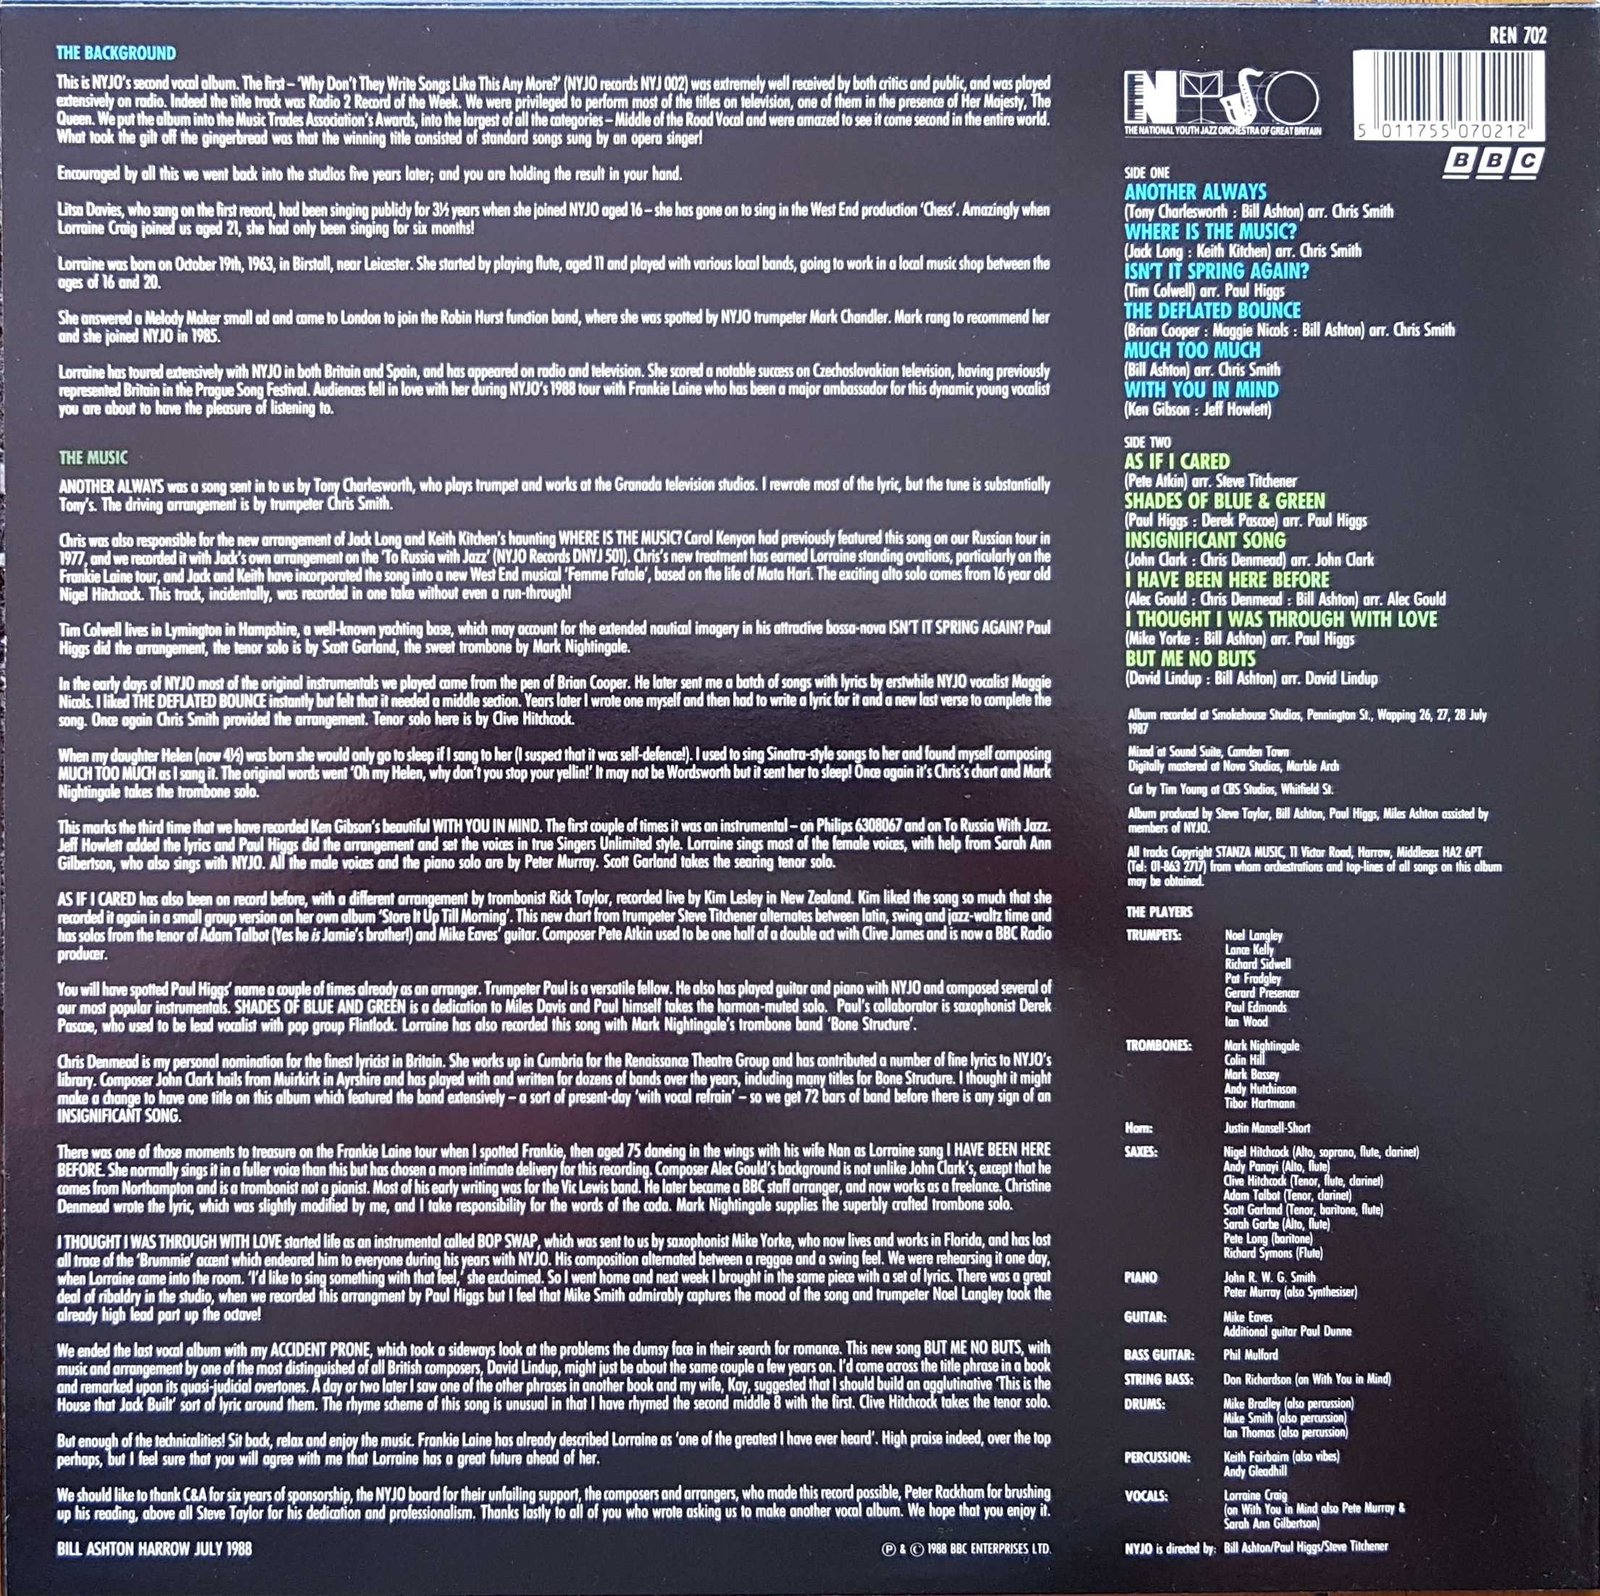 THE BACKGROUND
This is NYJO's second vocal album. The first – 'Why Don't They Write Songs Like This Any More?' (NYJO records NYJ 002) was extremely well received by both critics and public, and was played
extensively on radio. Indeed the title track was Radio 2 Record of the Week. We were privileged to perform most of the titles on television, one of them in the presence of Her Majesty, The
Queen. We put the album into the Music Trades Association's Awards, into the largest of all the categories – Middle of the Road Vocal and were amazed to see it come second in the entire world.
What took the gilt off the gingerbread was that the winning title consisted of standard songs sung by an opera singer!
Encouraged by all this we went back into the studios five years later; and you are holding the result in your hand.
Litsa Davies, who sang on the first record, had been singing publicly for 3½ years when she joined NYJO aged 16 – she has gone on to sing in the West End production 'Chess'. Amazingly when
Lorraine Craig joined us aged 21, she had only been singing for six months!
Lorraine was born on October 19th, 1963, in Birstall, near Leicester. She started by playing flute, aged 11 and played with various local bands, going to work in a local music shop between the
ages of 16 and 20.
She answered a Melody Maker small ad and came to London to join the Robin Hurst function band, where she was spotted by NYJO trumpeter Mark Chandler. Mark rang to recommend her
and she joined NYJO in 1985.
Lorraine has toured extensively with NYJO in both Britain and Spain, and has appeared on radio and television. She scored a notable success on Czechoslovakian television, having previously
represented Britain in the Prague Song Festival. Audiences fell in love with her during NYJO's 1988 tour with Frankie Laine who has been a major ambassador for this dynamic young vocalist
you are about to have the pleasure of listening to.
THE MUSIC
ANOTHER ALWAYS was a song sent in to us by Tony Charlesworth, who plays trumpet and works at the Granada television studios. I rewrote most of the lyric, but the tune is substantially
Tony's. The driving arrangement is by trumpeter Chris Smith.
Chris was also responsible for the new arrangement of Jack Long and Keith Kitchen's haunting WHERE IS THE MUSIC? Carol Kenyon had previously featured this song on our Russian tour in
1977, and we recorded it with Jack's own arrangement on the 'To Russia with Jazz' (NYJO Records DNYJ 501). Chris's new treatment has earned Lorraine standing ovations, particularly on the
Frankie Laine tour, and Jack and Keith have incorporated the song into a new West End musical 'Femme Fatale', based on the life of Mata Hari. The exciting alto solo comes from 16 year old
Nigel Hitchcock. This track, incidentally, was recorded in one take without even a run-through!
Tim Colwell lives in Lymington in Hampshire, a well-known yachting base, which may account for the extended nautical imagery in his attractive bossa-nova ISN'T IT SPRING AGAIN? Paul
Higgs did the arrangement, the tenor solo is by Scott Garland, the sweet trombone by Mark Nightingale.
In the early days of NYJO most of the original instrumentals we played came from the pen of Brian Cooper. He later sent me a batch of songs with lyrics by erstwhile NYJO vocalist Maggie
Nicols. I liked THE DEFLATED BOUNCE instantly but felt that it needed a middle section. Years later I wrote one myself and then had to write a lyric for it and a new last verse to complete the
song. Once again Chris Smith provided the arrangement. Tenor solo here is by Clive Hitchcock.
When my daughter Helen (now 4½) was born she would only go to sleep if I sang to her (I suspect that it was self-defence!). I used to sing Sinatra-style songs to her and found myself composing
MUCH TOO MUCH as I sang it. The original words went 'Oh my Helen, why don't you stop your yellin!' It may not be Wordsworth but it sent her to sleep! Once again it's Chris's chart and Mark
Nightingale takes the trombone solo.
This marks the third time that we have recorded Ken Gibson's beautiful WITH YOU IN MIND. The first couple of times it was an instrumental – on Philips 6308067 and on To Russia With Jazz.
Jeff Howlett added the lyrics and Paul Higgs did the arrangement and set the voices in true Singers Unlimited style. Lorraine sings most of the female voices, with help from Sarah Ann
Gilbertson, who also sings with NYJO. All the male voices and the piano solo are by Peter Murray. Scott Garland takes the searing tenor solo.
AS IF I CARED has also been on record before, with a different arrangement by trombonist Rick Taylor, recorded live by Kim Lesley in New Zealand. Kim liked the song so much that she
recorded it again in a small group version on her own album 'Store It Up Till Morning'. This new chart from trumpeter Steve Titchener alternates between latin, swing and jazz-waltz time and
has solos from the tenor of Adam Talbot (Yes he is Jamie's brother!) and Mike Eaves' guitar. Composer Pete Atkin used to be one half of a double act with Clive James and is now a BBC Radio
producer.
You will have spotted Paul Higgs' name a couple of times already as an arranger. Trumpeter Paul is a versatile fellow. He also has played guitar and piano with NYJO and composed several of
our most popular instrumentals. SHADES OF BLUE AND GREEN is a dedication to Miles Davis and Paul himself takes the harmon-muted solo. Paul's collaborator is saxophonist Derek
Pascoe, who used to be lead vocalist with pop group Flintlock. Lorraine has also recorded this song with Mark Nightingale's trombone band 'Bone Structure'.
Chris Denmead is my personal nomination for the finest lyricist in Britain. She works up in Cumbria for the Renaissance Theatre Group and has contributed a number of fine lyrics to NYJO's
library. Composer John Clark hails from Muirkirk in Ayrshire and has played with and written for dozens of bands over the years, including many titles for Bone Structure. I thought it might
make a change to have one title on this album which featured the band extensively – a sort of present-day 'with vocal refrain' – so we get 72 bars of band before there is any sign of an
INSIGNIFICANT SONG.
There was one of those moments to treasure on the Frankie Laine tour when I spotted Frankie, then aged 75 dancing in the wings with his wife Nan as Lorraine sang I HAVE BEEN HERE
BEFORE. She normally sings it in a fuller voice than this but has chosen a more intimate delivery for this recording. Composer Alec Gould's background is not unlike John Clark's, except that he
comes from Northampton and is a trombonist not a pianist. Most of his early writing was for the Vic Lewis band. He later became a BBC staff arranger, and now works as a freelance. Christine
Denmead wrote the lyric, which was slightly modified by me, and I take responsibility for the words of the coda. Mark Nightingale supplies the superbly crafted trombone solo.
I THOUGHT I WAS THROUGH WITH LOVE started life as an instrumental called BOP SWAP, which was sent to us by saxophonist Mike Yorke, who now lives and works in Florida, and has lost
all trace of the 'Brummie' accent which endeared him to everyone during his years with NYJO. His composition alternated between a reggae and a swing feel. We were rehearsing it one day,
when Lorraine came into the room. 'I'd like to sing something with that feel,' she exclaimed. So I went home and next week I brought in the same piece with a set of lyrics. There was a great
deal of ribaldry in the studio, when we recorded this arrangment by Paul Higgs but I feel that Mike Smith admirably captures the mood of the song and trumpeter Noel Langley took the
already high lead part up the octave!
We ended the last vocal album with my ACCIDENT PRONE, which took a sideways look at the problems the clumsy face in their search for romance. This new song BUT ME NO BUTS, with
music and arrangement by one of the most distinguished of all British composers, David Lindup, might just be about the same couple a few years on. I'd come across the title phrase in a book
and remarked upon its quasi-judicial overtones. A day or two later I saw one of the other phrases in another book and my wife, Kay, suggested that I should build an agglutinative 'This is the
House that Jack Built' sort of lyric around them. The rhyme scheme of this song is unusual in that I have rhymed the second middle 8 with the first. Clive Hitchcock takes the tenor solo.
But enough of the technicalities! Sit back, relax and enjoy the music. Frankie Laine has already described Lorraine as 'one of the greatest I have ever heard'. High praise indeed, over the top
perhaps, but I feel sure that you will agree with me that Lorraine has a great future ahead of her.
We should like to thank C&A for six years of sponsorship, the NYJO board for their unfailing support, the composers and arrangers, who made this record possible, Peter Rackham for brushing
up his reading, above all Steve Taylor for his dedication and professionalism. Thanks lastly to all of you who wrote asking us to make another vocal album. We hope that you enjoy it.
BILL ASHTON HARROW JULY 1988
Ⓟ & © 1988 BBC ENTERPRISES LTD.
REN 702
NYJO
THE NATIONAL YOUTH JAZZ ORCHESTRA OF GREAT BRITAIN
5 011755 070212
BBC
SIDE ONE
ANOTHER ALWAYS
(Tony Charlesworth : Bill Ashton) arr. Chris Smith
WHERE IS THE MUSIC?
(Jack Long : Keith Kitchen) arr. Chris Smith
ISN'T IT SPRING AGAIN?
(Tim Colwell) arr. Paul Higgs
THE DEFLATED BOUNCE
(Brian Cooper : Maggie Nicols : Bill Ashton) arr. Chris Smith
MUCH TOO MUCH
(Bill Ashton) arr. Chris Smith
WITH YOU IN MIND
(Ken Gibson : Jeff Howlett)
SIDE TWO
AS IF I CARED
(Pete Atkin) arr. Steve Titchener
SHADES OF BLUE & GREEN
(Paul Higgs : Derek Pascoe) arr. Paul Higgs
INSIGNIFICANT SONG
(John Clark : Chris Denmead) arr. John Clark
I HAVE BEEN HERE BEFORE
(Alec Gould : Chris Denmead : Bill Ashton) arr. Alec Gould
I THOUGHT I WAS THROUGH WITH LOVE
(Mike Yorke : Bill Ashton) arr. Paul Higgs
BUT ME NO BUTS
(David Lindup : Bill Ashton) arr. David Lindup
Album recorded at Smokehouse Studios, Pennington St., Wapping 26, 27, 28 July
1987
Mixed at Sound Suite, Camden Town
Digitally mastered at Nova Studios, Marble Arch
Cut by Tim Young at CBS Studios, Whitfield St.
Album produced by Steve Taylor, Bill Ashton, Paul Higgs, Miles Ashton assisted by
members of NYJO.
All tracks Copyright STANZA MUSIC, 11 Victor Road, Harrow, Middlesex HA2 6PT
(Tel: 01-863 2717) from wham orchestrations and top-lines of all songs on this album
may be obtained.
THE PLAYERS
TRUMPETS: Noel Langley
Lance Kelly
Richard Sidwell
Pat Fradgley
Gerard Presencer
Paul Edmonds
Ian Wood
TROMBONES: Mark Nightingale
Colin Hill
Mark Bassey
Andy Hutchinson
Tibor Hartmann
Horn: Justin Mansell-Short
SAXES: Nigel Hitchcock (Alto, soprano, flute, clarinet)
Andy Panayi (Alto, flute)
Clive Hitchcock (Tenor, flute, clarinet)
Adam Talbot (Tenor, clarinet)
Scott Garland (Tenor, baritone, flute)
Sarah Garbe (Alto, flute)
Pete Long (baritone)
Richard Symons (Flute)
PIANO John R. W. G. Smith
Peter Murray (also Synthesiser)
GUITAR: Mike Eaves
Additional guitar Paul Dunne
BASS GUITAR: Phil Mulford
STRING BASS: Don Richardson (on With You in Mind)
DRUMS: Mike Bradley (also percussion)
Mike Smith (also percussion)
Ian Thomas (also percussion)
PERCUSSION: Keith Fairbairn (also vibes)
Andy Gleadhill
VOCALS: Lorraine Craig
(on With You in Mind also Pete Murray &
Sarah Ann Gilbertson)
NYJO is directed by: Bill Ashton/Paul Higgs/Steve Titchener